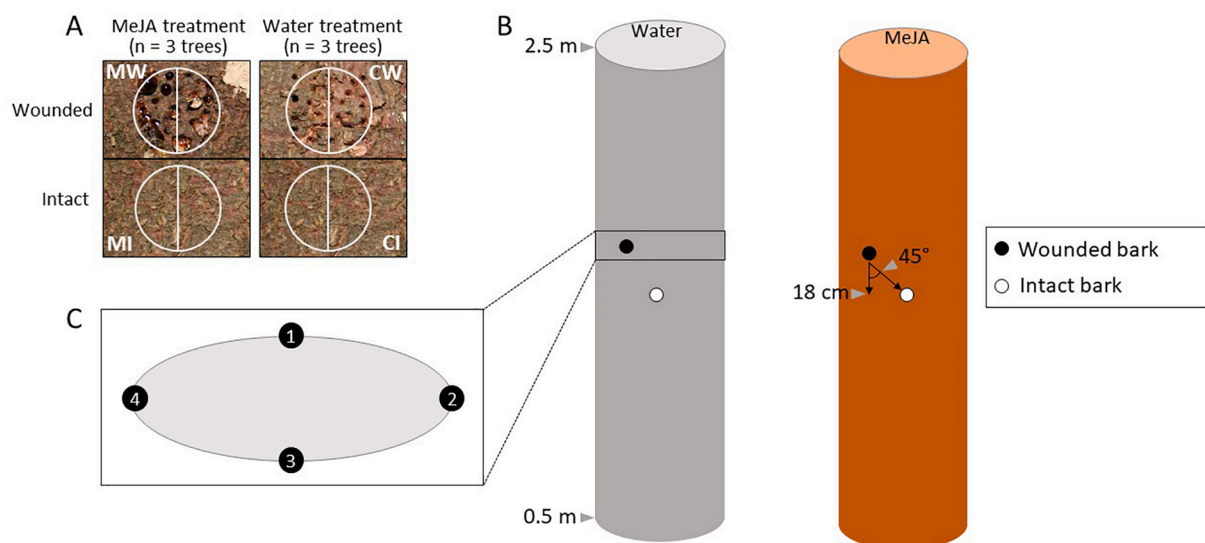 A
MeJA treatment
(n = 3 trees)
Water treatment
(n = 3 trees)
Wounded
MW
CW
Intact
MI
CI
B
2.5 m
Water
MeJA
45°
18 cm
0.5 m
Wounded bark
Intact bark
C
1
4
2
3